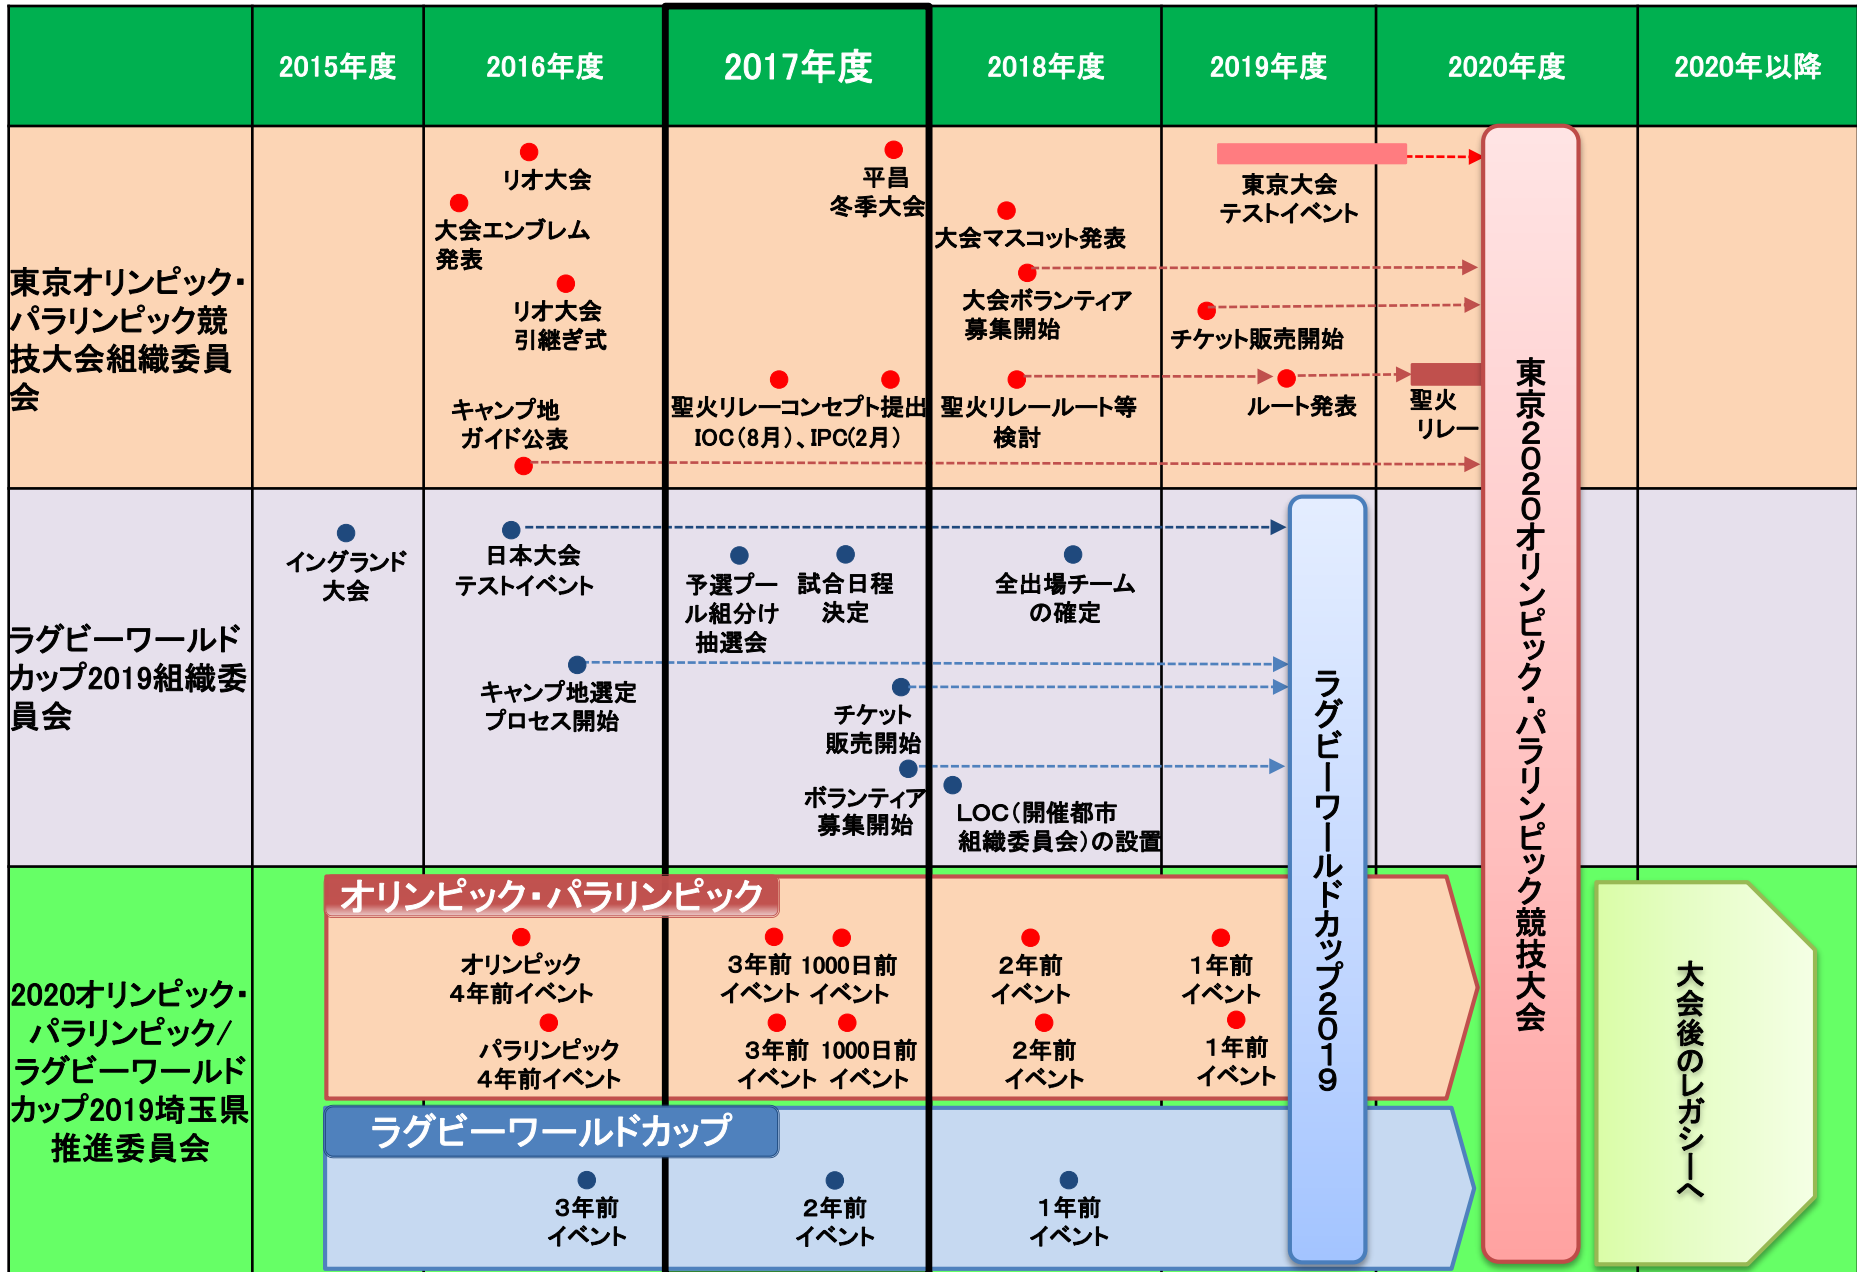 2015年度
2016年度
2017年度
2018年度
2019年度
2020年度
2020年以降
東京オリンピック・
パラリンピック競
技大会組織委員
会
リオ大会
大会エンブレム
発表
リオ大会
引継ぎ式
キャンプ地
ガイド公表
平昌
冬季大会
聖火リレーコンセプト提出
IOC（8月）、IPC(2月）
大会マスコット発表
大会ボランティア
募集開始
聖火リレールート等
検討
東京大会
テストイベント
チケット販売開始
ルート発表
聖火
リレー
ラグビーワールド
カップ2019組織委
員会
イングランド
大会
日本大会
テストイベント
キャンプ地選定
プロセス開始
予選プー
ル組分け
抽選会
試合日程
決定
チケット
販売開始
ボランティア
募集開始
全出場チーム
の確定
LOC（開催都市
組織委員会）の設置
ラグビーワールドカップ2019
東京2020オリンピック・パラリンピック競技大会
2020オリンピック・
パラリンピック/
ラグビーワールド
カップ2019埼玉県
推進委員会
オリンピック・パラリンピック
オリンピック
4年前イベント
3年前
イベント
1000日前
イベント
2年前
イベント
1年前
イベント
パラリンピック
4年前イベント
3年前
イベント
1000日前
イベント
2年前
イベント
1年前
イベント
ラグビーワールドカップ
3年前
イベント
2年前
イベント
1年前
イベント
大会後のレガシーへ